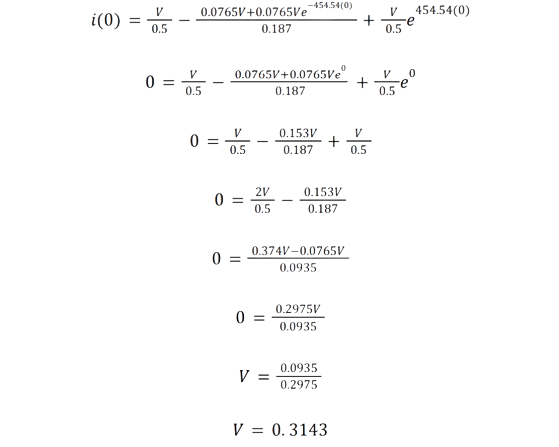 i(0) = V/0.5 − (0.0765V+0.0765Ve^−454.54(0))/0.187 + V/0.5 e^454.54(0)
0 = V/0.5 − (0.0765V+0.0765Ve^0)/0.187 + V/0.5 e^0
0 = V/0.5 − 0.153V/0.187 + V/0.5
0 = 2V/0.5 − 0.153V/0.187
0 = (0.374V−0.0765V)/0.0935
0 = 0.2975V/0.0935
V = 0.0935/0.2975
V = 0.3143